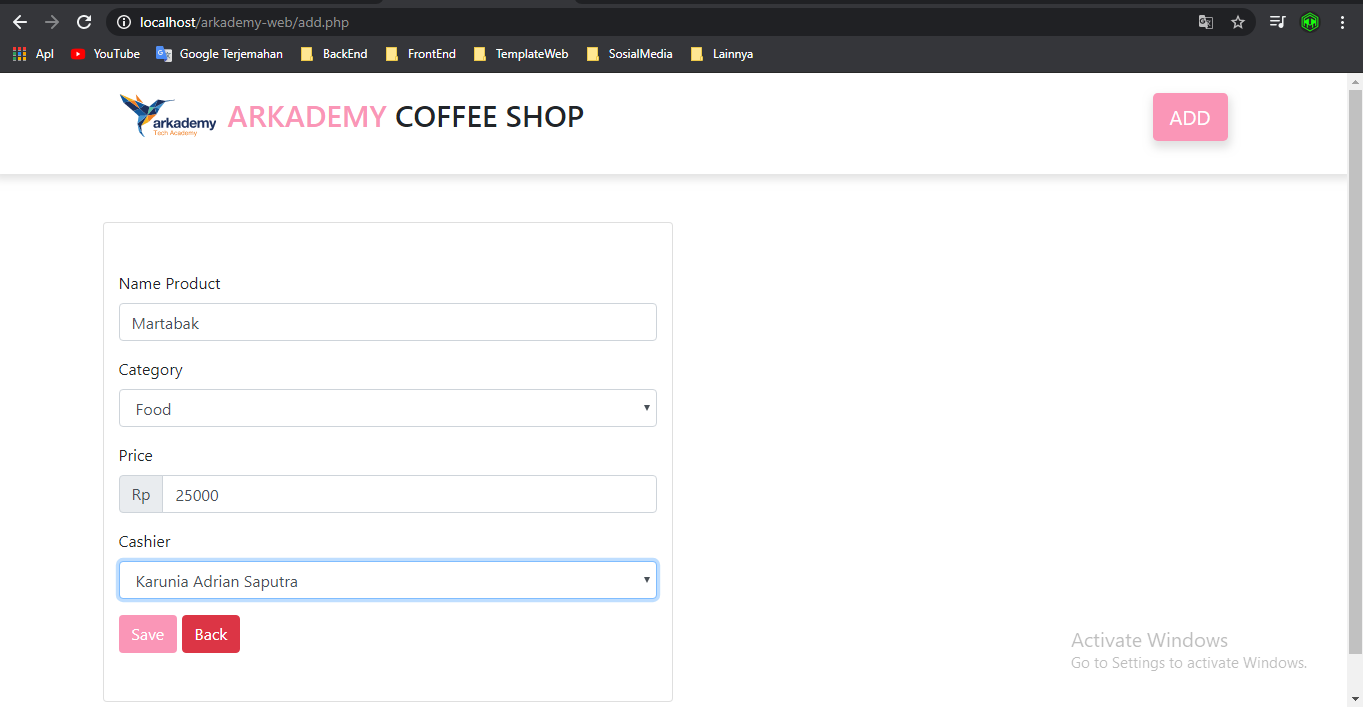 localhost/arkademy-web/add.php
Apl YouTube Google Terjemahan BackEnd FrontEnd TemplateWeb SosialMedia Lainnya
arkademy
Tech Academy
ARKADEMY COFFEE SHOP
ADD
Name Product
Martabak
Category
Food
Price
Rp 25000
Cashier
Karunia Adrian Saputra
Save Back
Activate Windows
Go to Settings to activate Windows.